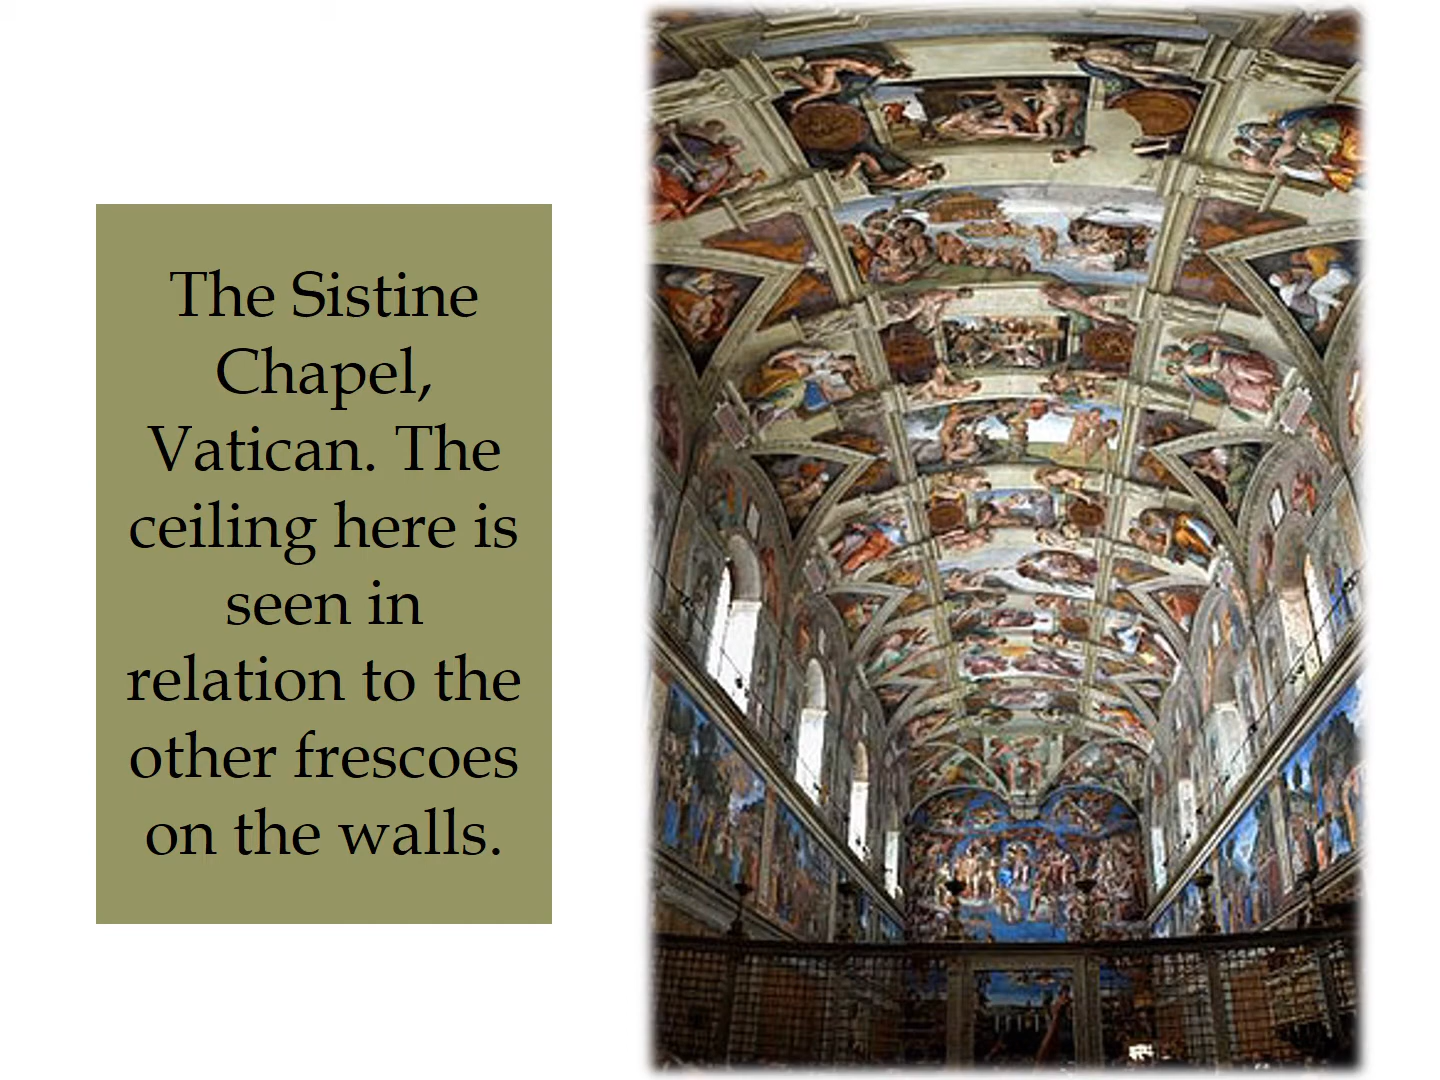 The Sistine
Chapel,
Vatican. The
ceiling here is
seen in
relation to the
other frescoes
on the walls.